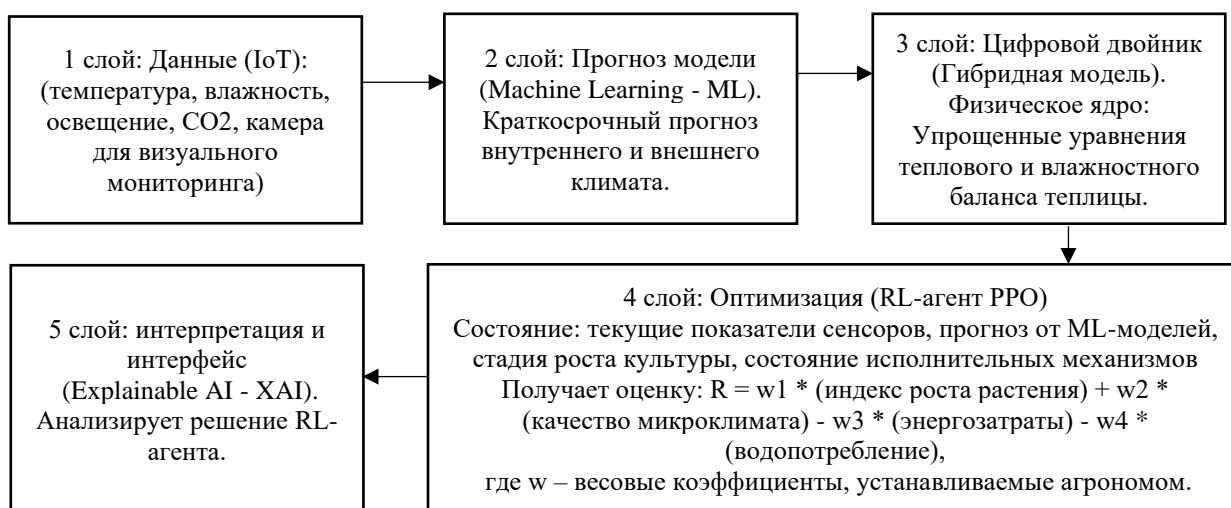 1 слой: Данные (IoT):
(температура, влажность,
освещение, CO2, камера
для визуального
мониторинга)
2 слой: Прогноз модели
(Machine Learning - ML).
Краткосрочный прогноз
внутреннего и внешнего
климата.
3 слой: Цифровой двойник
(Гибридная модель).
Физическое ядро:
Упрощенные уравнения
теплового и влажностного
баланса теплицы.
4 слой: Оптимизация (RL-агент PPO)
Состояние: текущие показатели сенсоров, прогноз от ML-моделей,
стадия роста культуры, состояние исполнительных механизмов
Получает оценку: R = w1 * (индекс роста растения) + w2 *
(качество микроклимата) - w3 * (энергозатраты) - w4 *
(водопотребление),
где w – весовые коэффициенты, устанавливаемые агрономом.
5 слой: интерпретация и
интерфейс
(Explainable AI - XAI).
Анализирует решение RL-
агента.